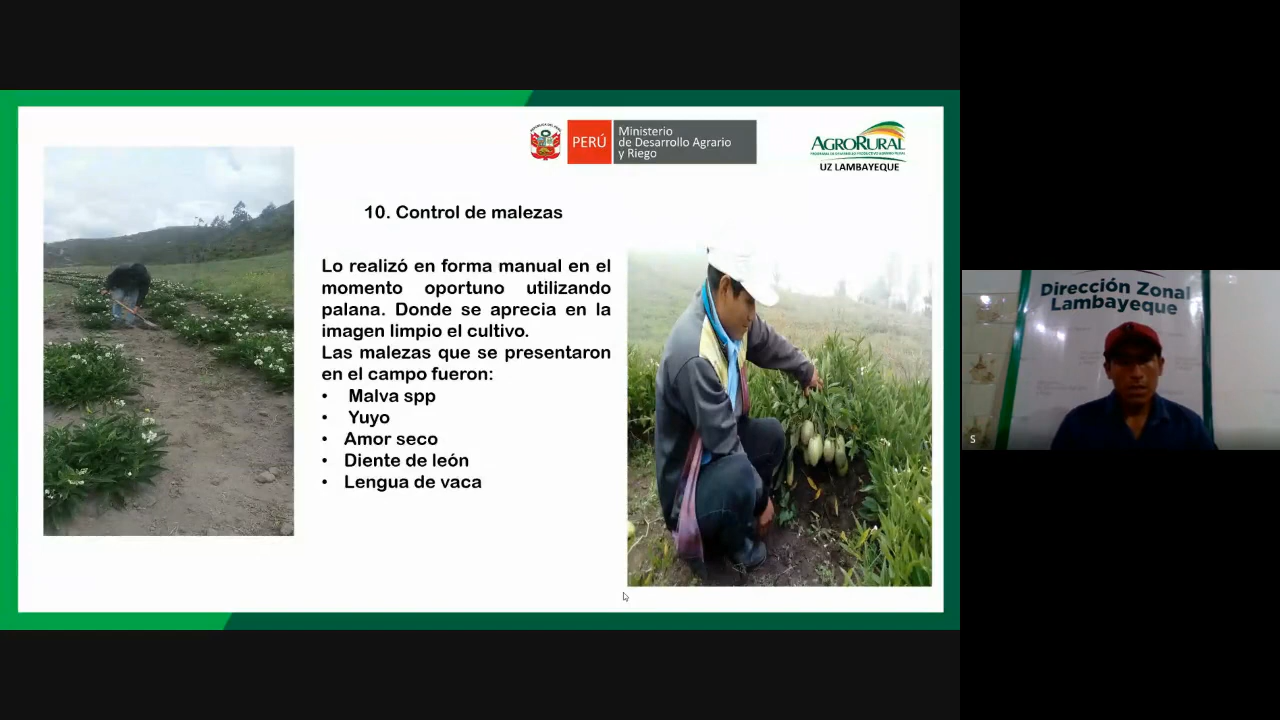 PERÚ
Ministerio
de Desarrollo Agrario
y Riego
AGRORURAL
UZ LAMBAYEQUE
10. Control de malezas
Lo realizó en forma manual en el
momento oportuno utilizando
palana. Donde se aprecia en la
imagen limpio el cultivo.
Las malezas que se presentaron
en el campo fueron:
• Malva spp
• Yuyo
• Amor seco
• Diente de león
• Lengua de vaca
Dirección Zonal
Lambayeque
S